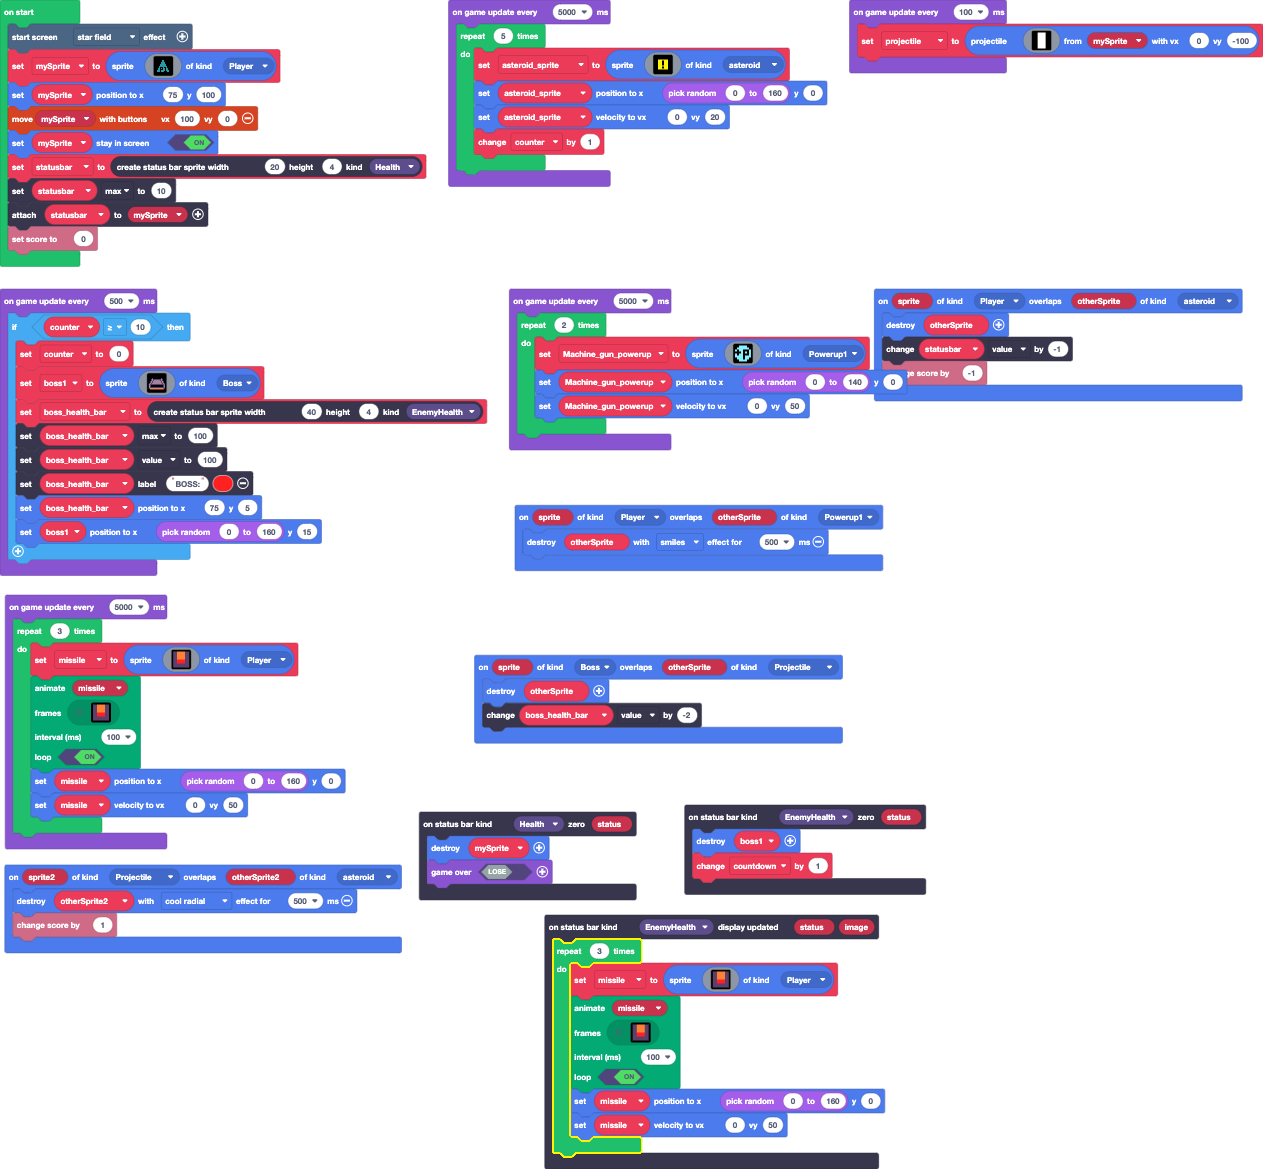 on start
start screen star field effect
set mySprite to sprite of kind Player
set mySprite position to x 75 y 100
move mySprite with buttons vx 100 vy 0
set mySprite stay in screen ON
set statusbar to create status bar sprite width 20 height 4 kind Health
set statusbar max to 10
attach statusbar to mySprite
set score to 0
on game update every 5000 ms
repeat 5 times
do
set asteroid_sprite to sprite of kind asteroid
set asteroid_sprite position to x pick random 0 to 160 y 0
set asteroid_sprite velocity to vx 0 vy 20
change counter by 1
on game update every 100 ms
set projectile to projectile from mySprite with vx 0 vy -100
on game update every 500 ms
if counter ≥ 10 then
set counter to 0
set boss1 to sprite of kind Boss
set boss_health_bar to create status bar sprite width 40 height 4 kind EnemyHealth
set boss_health_bar max to 100
set boss_health_bar value to 100
set boss_health_bar label "BOSS:"
set boss_health_bar position to x 75 y 5
set boss1 position to x pick random 0 to 160 y 15
on game update every 5000 ms
repeat 2 times
do
set Machine_gun_powerup to sprite of kind Powerup1
set Machine_gun_powerup position to x pick random 0 to 140 y 0
set Machine_gun_powerup velocity to vx 0 vy 50
on sprite of kind Player overlaps otherSprite of kind asteroid
destroy otherSprite
change statusbar value by -1
score by -1
on sprite of kind Player overlaps otherSprite of kind Powerup1
destroy otherSprite with smiles effect for 500 ms
on game update every 5000 ms
repeat 3 times
do
set missile to sprite of kind Player
animate missile
frames
interval (ms) 100
loop ON
set missile position to x pick random 0 to 160 y 0
set missile velocity to vx 0 vy 50
on sprite of kind Boss overlaps otherSprite of kind Projectile
destroy otherSprite
change boss_health_bar value by -2
on status bar kind Health zero status
destroy mySprite
game over LOSE
on status bar kind EnemyHealth zero status
destroy boss1
change countdown by 1
on sprite2 of kind Projectile overlaps otherSprite2 of kind asteroid
destroy otherSprite2 with cool radial effect for 500 ms
change score by 1
on status bar kind EnemyHealth display updated status image
repeat 3 times
do
set missile to sprite of kind Player
animate missile
frames
interval (ms) 100
loop ON
set missile position to x pick random 0 to 160 y 0
set missile velocity to vx 0 vy 50